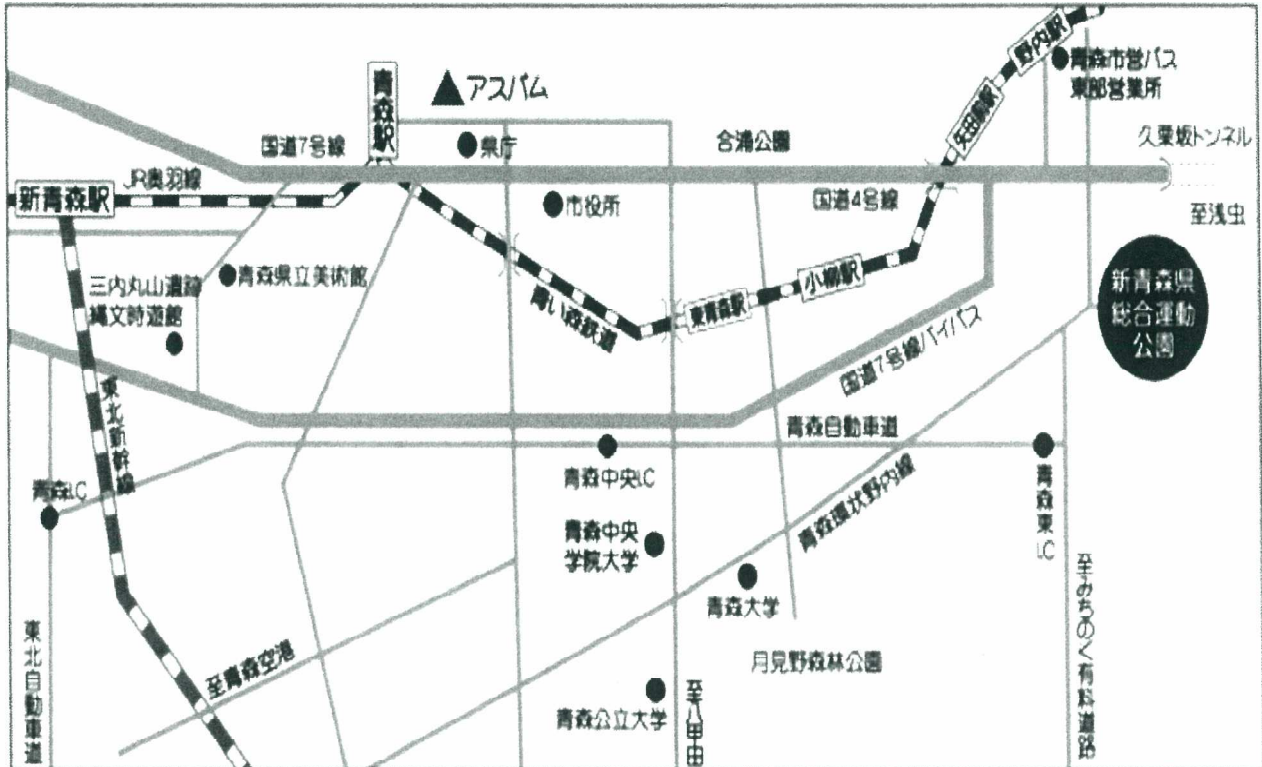 野内駅
青森市営バス
東部営業所
青森駅
アスパム
矢田前駅
合浦公園
久栗坂トンネル
国道7号線
県庁
JR奥羽線
新青森駅
市役所
国道4号線
至浅虫
青森県立美術館
三内丸山遺跡
縄文時遊館
小柳駅
新青森県
総合運動
公園
青い森鉄道
東青森駅
国道7号線バイパス
東北新幹線
青森自動車道
青森I.C
青森中央I.C
青森東I.C
青森環状野内線
青森中央
学院大学
青森大学
至みちのく有料道路
東北自動車道
至青森空港
月見野森林公園
青森公立大学
至八甲田